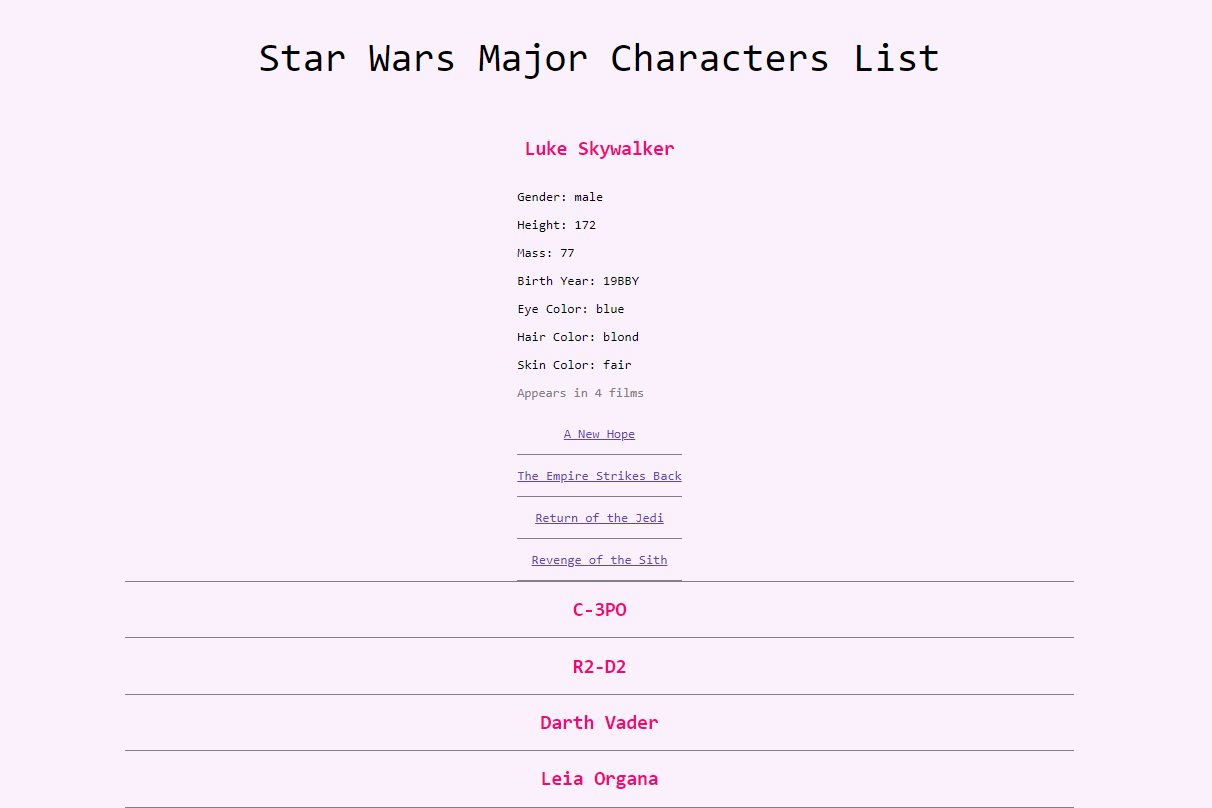 Star Wars Major Characters List
Luke Skywalker
Gender: male
Height: 172
Mass: 77
Birth Year: 19BBY
Eye Color: blue
Hair Color: blond
Skin Color: fair
Appears in 4 films
A New Hope
The Empire Strikes Back
Return of the Jedi
Revenge of the Sith
C-3PO
R2-D2
Darth Vader
Leia Organa